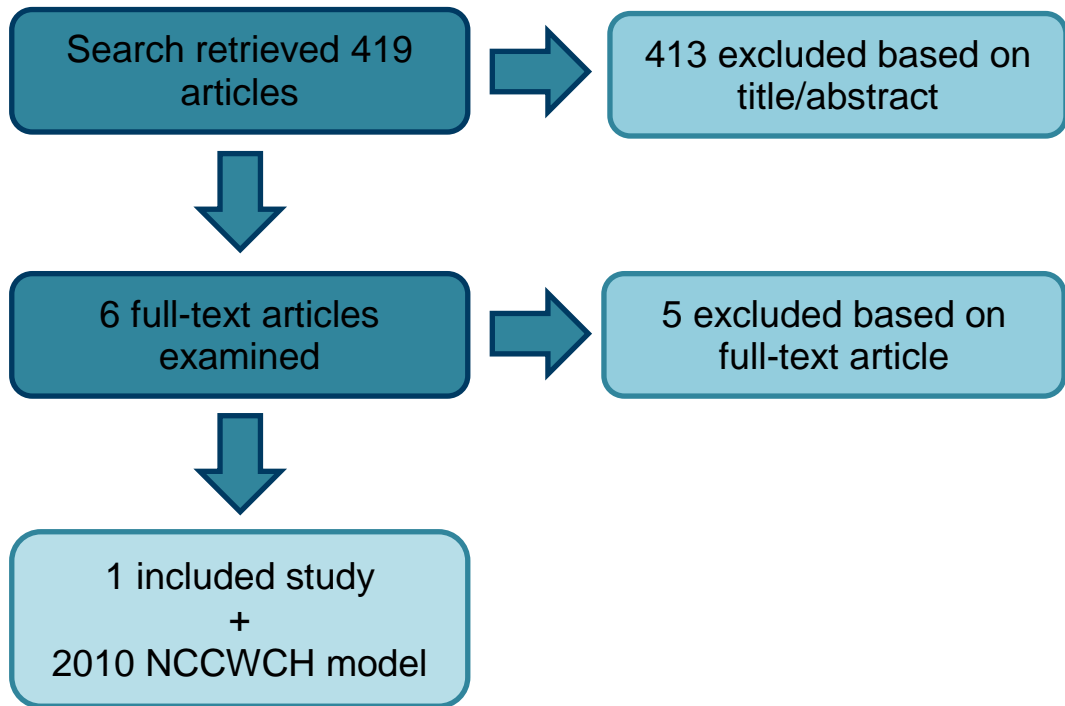 Search retrieved 419
articles
413 excluded based on
title/abstract
6 full-text articles
examined
5 excluded based on
full-text article
1 included study
+
2010 NCCWCH model